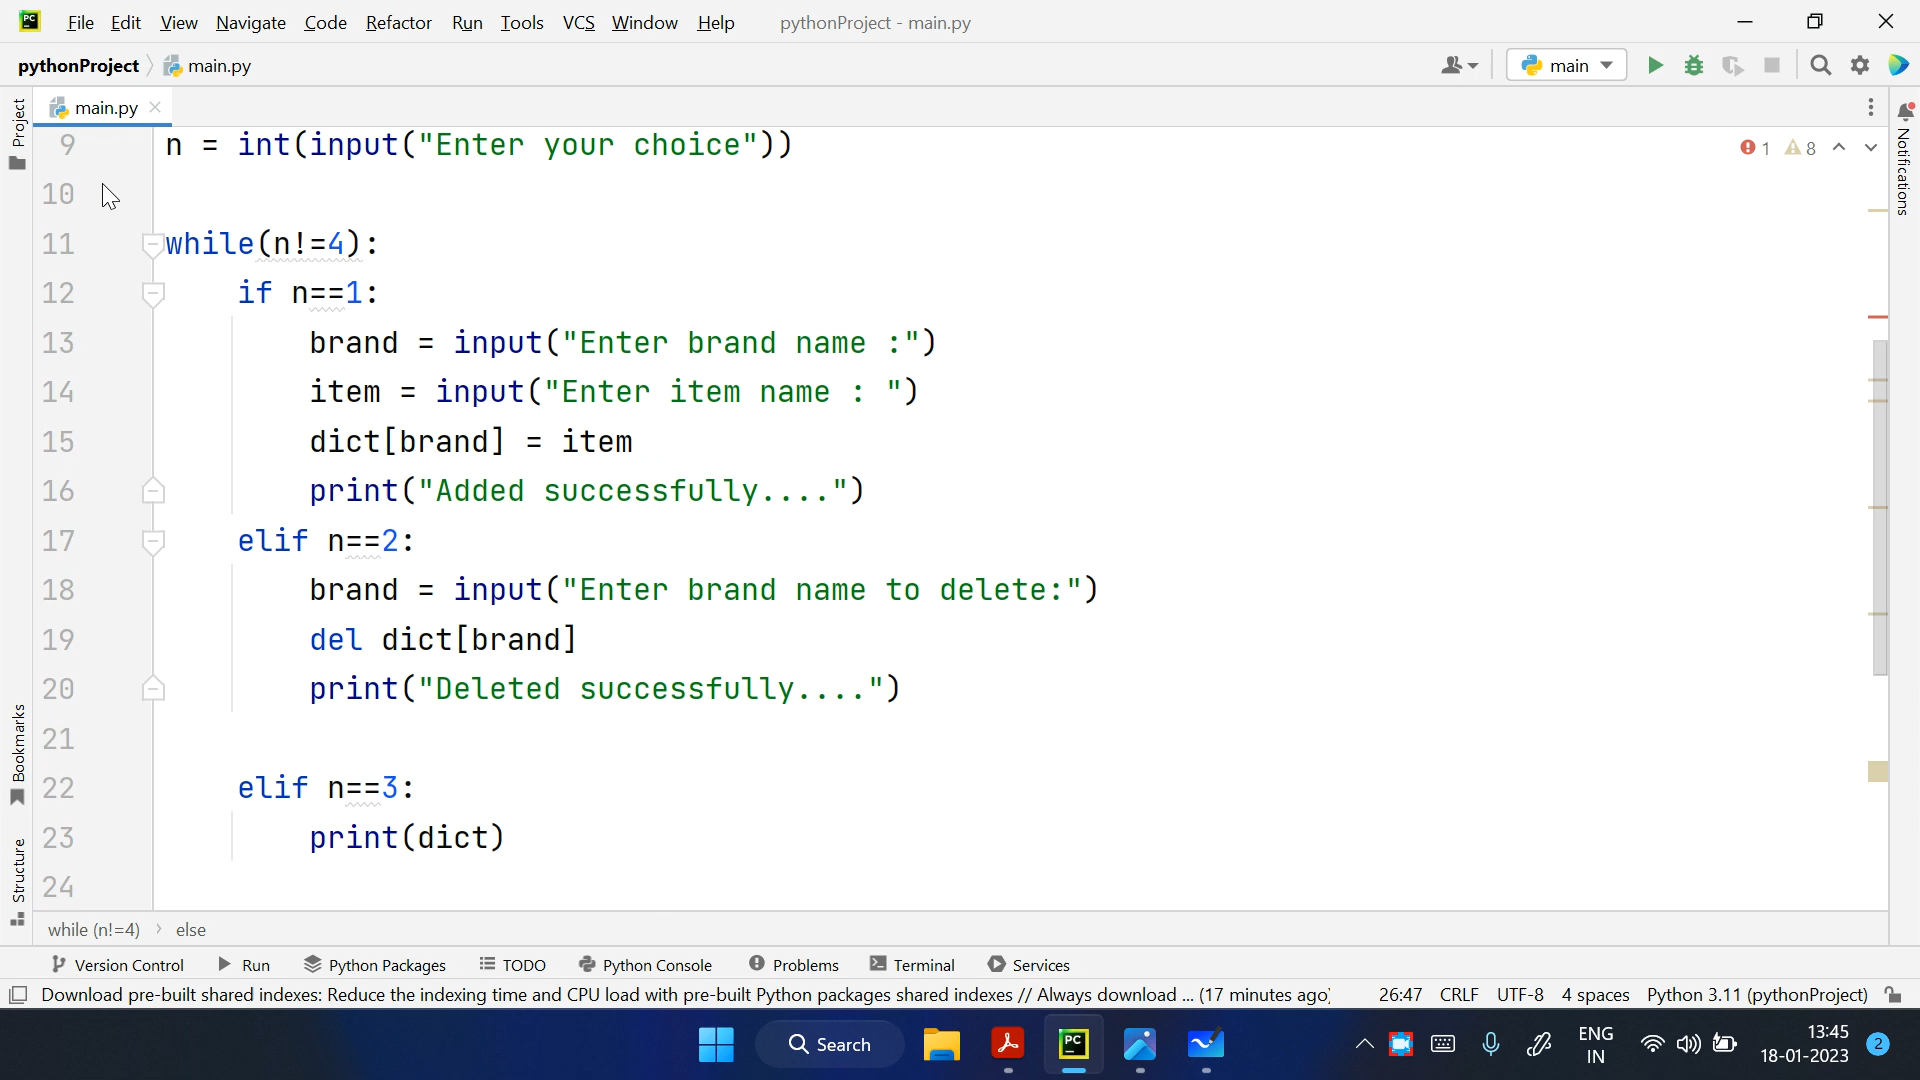 PC File Edit View Navigate Code Refactor Run Tools VCS Window Help pythonProject - main.py
pythonProject main.py main
Project main.py
Notifications
9 n = int(input("Enter your choice")) 1 8
10
11 while(n!=4):
12 if n==1:
13 brand = input("Enter brand name :")
14 item = input("Enter item name : ")
15 dict[brand] = item
16 print("Added successfully....")
17 elif n==2:
18 brand = input("Enter brand name to delete:")
19 del dict[brand]
20 print("Deleted successfully....")
21
22 elif n==3:
23 print(dict)
24
Bookmarks
Structure
while (n!=4) › else
Version Control Run Python Packages TODO Python Console Problems Terminal Services
Download pre-built shared indexes: Reduce the indexing time and CPU load with pre-built Python packages shared indexes // Always download ... (17 minutes ago) 26:47 CRLF UTF-8 4 spaces Python 3.11 (pythonProject)
Search PC ENG 13:45
IN 18-01-2023 2